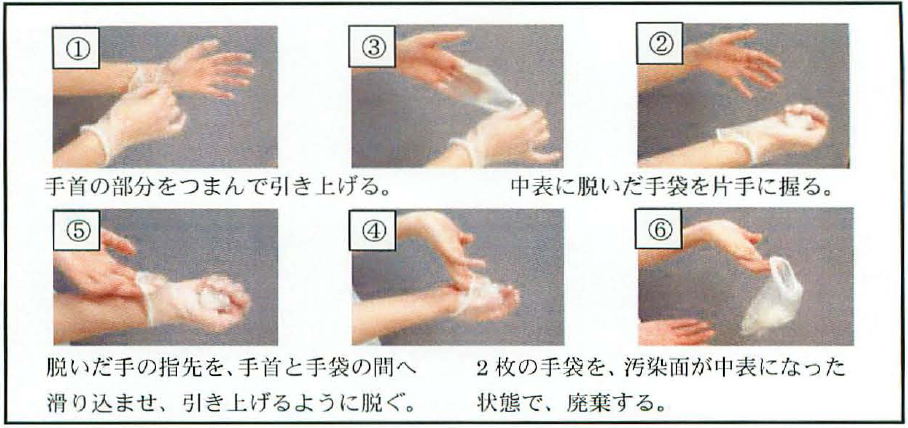 ①
③
②
手首の部分をつまんで引き上げる。
中表に脱いだ手袋を片手に握る。
⑤
④
⑥
脱いだ手の指先を、手首と手袋の間へ
滑り込ませ、引き上げるように脱ぐ。
2枚の手袋を、汚染面が中表になった
状態で、廃棄する。